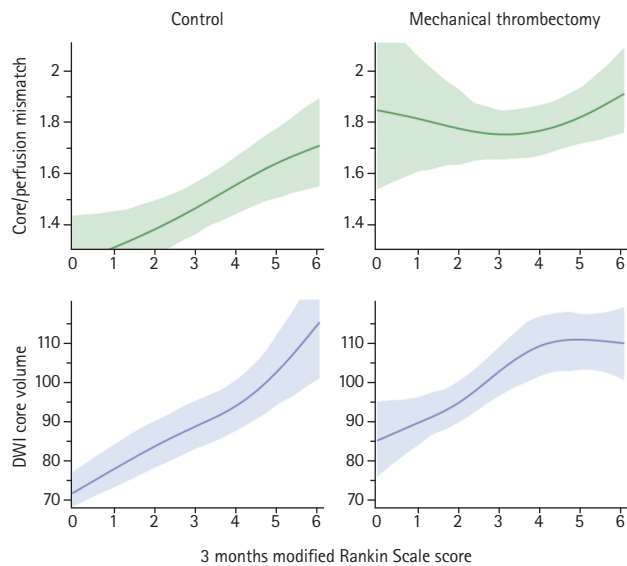 Control
Mechanical thrombectomy
Core/perfusion mismatch
2
1.8
1.6
1.4
0 1 2 3 4 5 6
2
1.8
1.6
1.4
0 1 2 3 4 5 6
DWI core volume
110
100
90
80
70
0 1 2 3 4 5 6
110
100
90
80
70
0 1 2 3 4 5 6
3 months modified Rankin Scale score